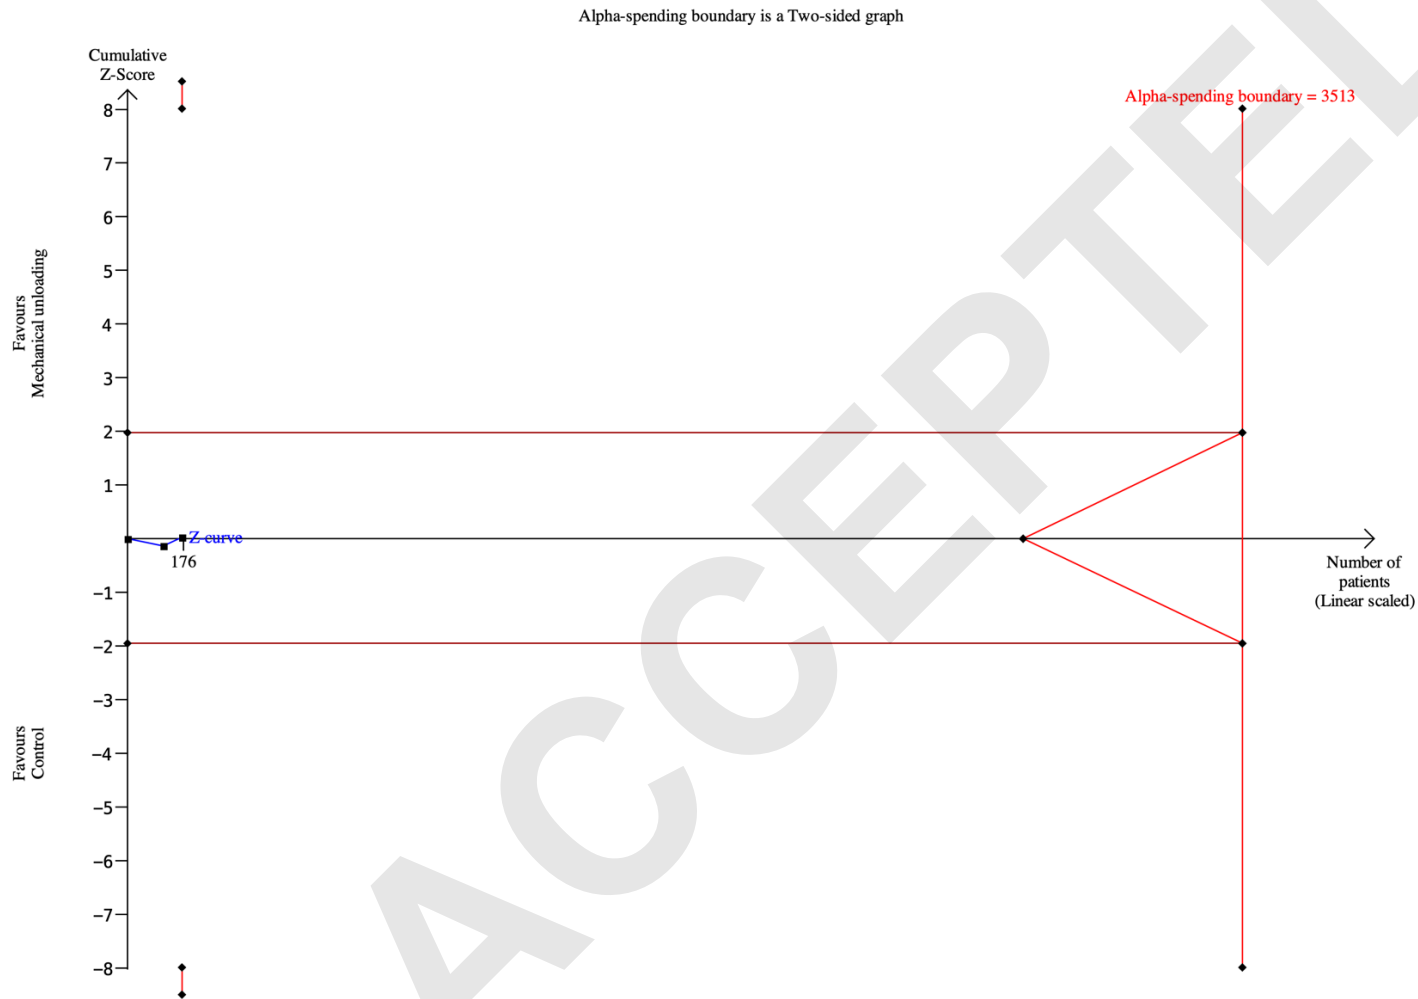 Alpha-spending boundary is a Two-sided graph
Cumulative
Z-Score
Alpha-spending boundary = 3513
8
7
6
5
4
3
2
1
−1
−2
−3
−4
−5
−6
−7
−8
Favours
Mechanical unloading
Favours
Control
Z curve
176
Number of
patients
(Linear scaled)
ACCEPTE